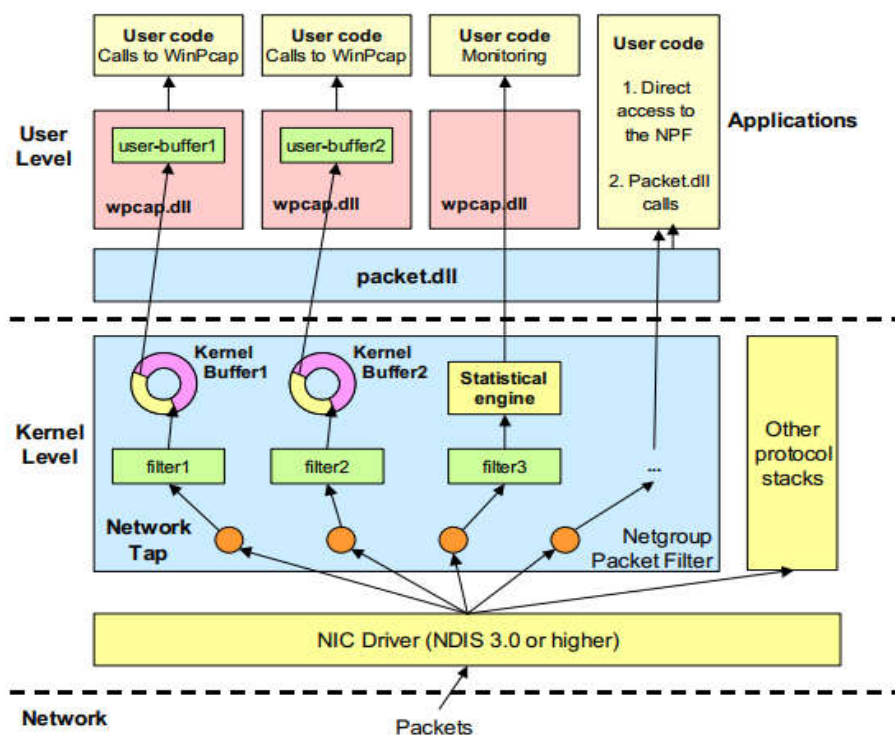 User code
Calls to WinPcap
User code
Calls to WinPcap
User code
Monitoring
User code
1. Direct
access to
the NPF
2. Packet.dll
calls
User
Level
Applications
user-buffer1
user-buffer2
wpcap.dll
wpcap.dll
wpcap.dll
packet.dll
Kernel
Buffer1
Kernel
Buffer2
Statistical
engine
Kernel
Level
filter1
filter2
filter3
...
Other
protocol
stacks
Network
Tap
Netgroup
Packet Filter
NIC Driver (NDIS 3.0 or higher)
Network
Packets